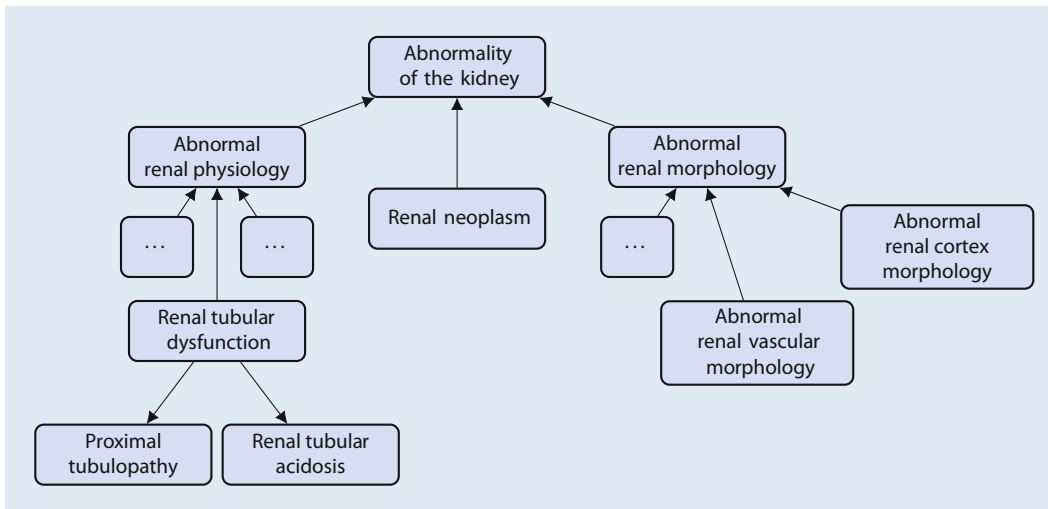 Abnormality
of the kidney
Abnormal
renal physiology
Abnormal
renal morphology
...
...
Renal neoplasm
...
Abnormal
renal cortex
morphology
Renal tubular
dysfunction
Abnormal
renal vascular
morphology
Proximal
tubulopathy
Renal tubular
acidosis